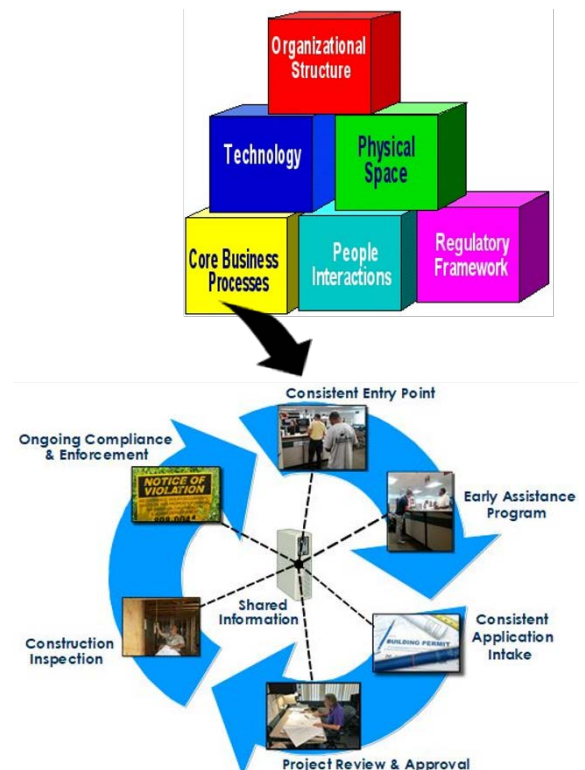 Organizational
Structure
Technology
Physical
Space
Core Business
Processes
People
Interactions
Regulatory
Framework
Consistent Entry Point
Ongoing Compliance
& Enforcement
NOTICE OF
VIOLATION
Early Assistance
Program
Shared
Information
Construction
Inspection
BUILDING PERMIT
Consistent
Application
Intake
Project Review & Approval